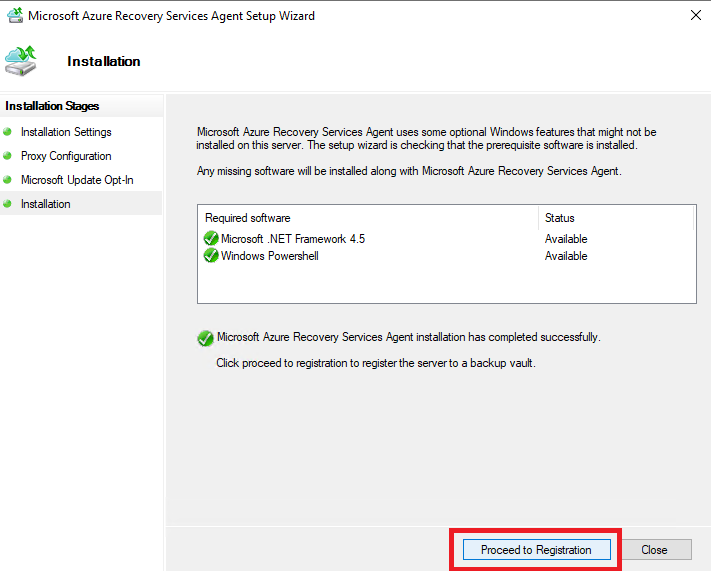 Microsoft Azure Recovery Services Agent Setup Wizard
Installation
Installation Stages
Installation Settings
Proxy Configuration
Microsoft Update Opt-In
Installation
Microsoft Azure Recovery Services Agent uses some optional Windows features that might not be
installed on this server. The setup wizard is checking that the prerequisite software is installed.
Any missing software will be installed along with Microsoft Azure Recovery Services Agent.
Required software Status
Microsoft .NET Framework 4.5 Available
Windows Powershell Available
Microsoft Azure Recovery Services Agent installation has completed successfully.
Click proceed to registration to register the server to a backup vault.
Proceed to Registration Close